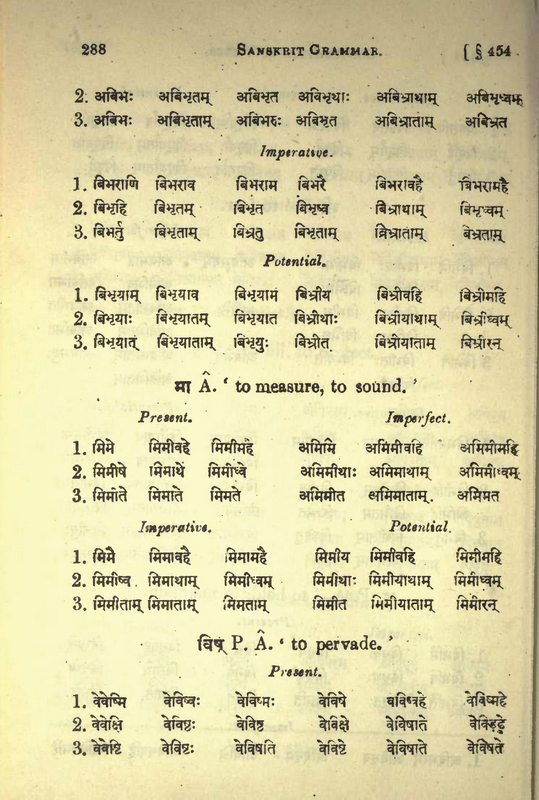 288 SANSKRIT GRAMMAR. [ § 454
2. अबिभः अबिभृतम् अबिभृत अबिभृथाः अबिभ्राथाम् अबिभृध्वम्
3. अबिभः अबिभृताम् अबिभरुः अबिभृत अबिभ्राताम् अबिभ्रत
Imperative.
1. बिभराणि बिभराव बिभराम बिभरै बिभरावहै बिभरामहै
2. बिभृहि बिभृतम् बिभृत बिभृष्व बिभ्राथाम् बिभृध्वम्
3. बिभर्तु बिभृताम् बिभ्रतु बिभृताम् बिभ्राताम् बिभ्रताम्
Potential.
1. बिभृयाम् बिभृयाव बिभृयाम बिभ्रीय बिभ्रीवहि बिभ्रीमहि
2. बिभृयाः बिभृयातम् बिभृयात बिभ्रीथाः बिभ्रीयाथाम् बिभ्रीध्वम्
3. बिभृयात् बिभृयाताम् बिभृयुः बिभ्रीत् बिभ्रीयाताम् बिभ्रीरन्
मा Â. ‘ to measure, to sound. ’
Present. Imperfect.
1. मिमे मिमीवहे मिमीमहे अमिमि अमिमीवहि अमिमीमहि
2. मिमीषे मिमाथे मिमीध्वे अमिमीथाः अमिमाथाम् अमिमीध्वम्
3. मिमीते मिमाते मिमते अमिमीत अमिमाताम् अमिमत
Imperative. Potential.
1. मिमै मिमावहै मिमामहै मिमीय मिमीवहि मिमीमहि
2. मिमीष्व मिमाथाम् मिमीध्वम् मिमीथाः मिमीयाथाम् मिमीध्वम्
3. मिमीताम् मिमाताम् मिमताम् मिमीत मिमीयाताम् मिमीरन्
विष् P. Â. ‘ to pervade. ’
Present.
1. वेवेष्मि वेविष्वः वेविष्मः वेविषे वेविष्वहे वेविष्महे
2. वेवेक्षि वेविष्टः वेविष्ट वेविक्षे वेविषाते वेविड्ढ्वे
3. वेवेष्टि वेविष्टः वेविषति वेविष्टे वेविषाते वेविषते